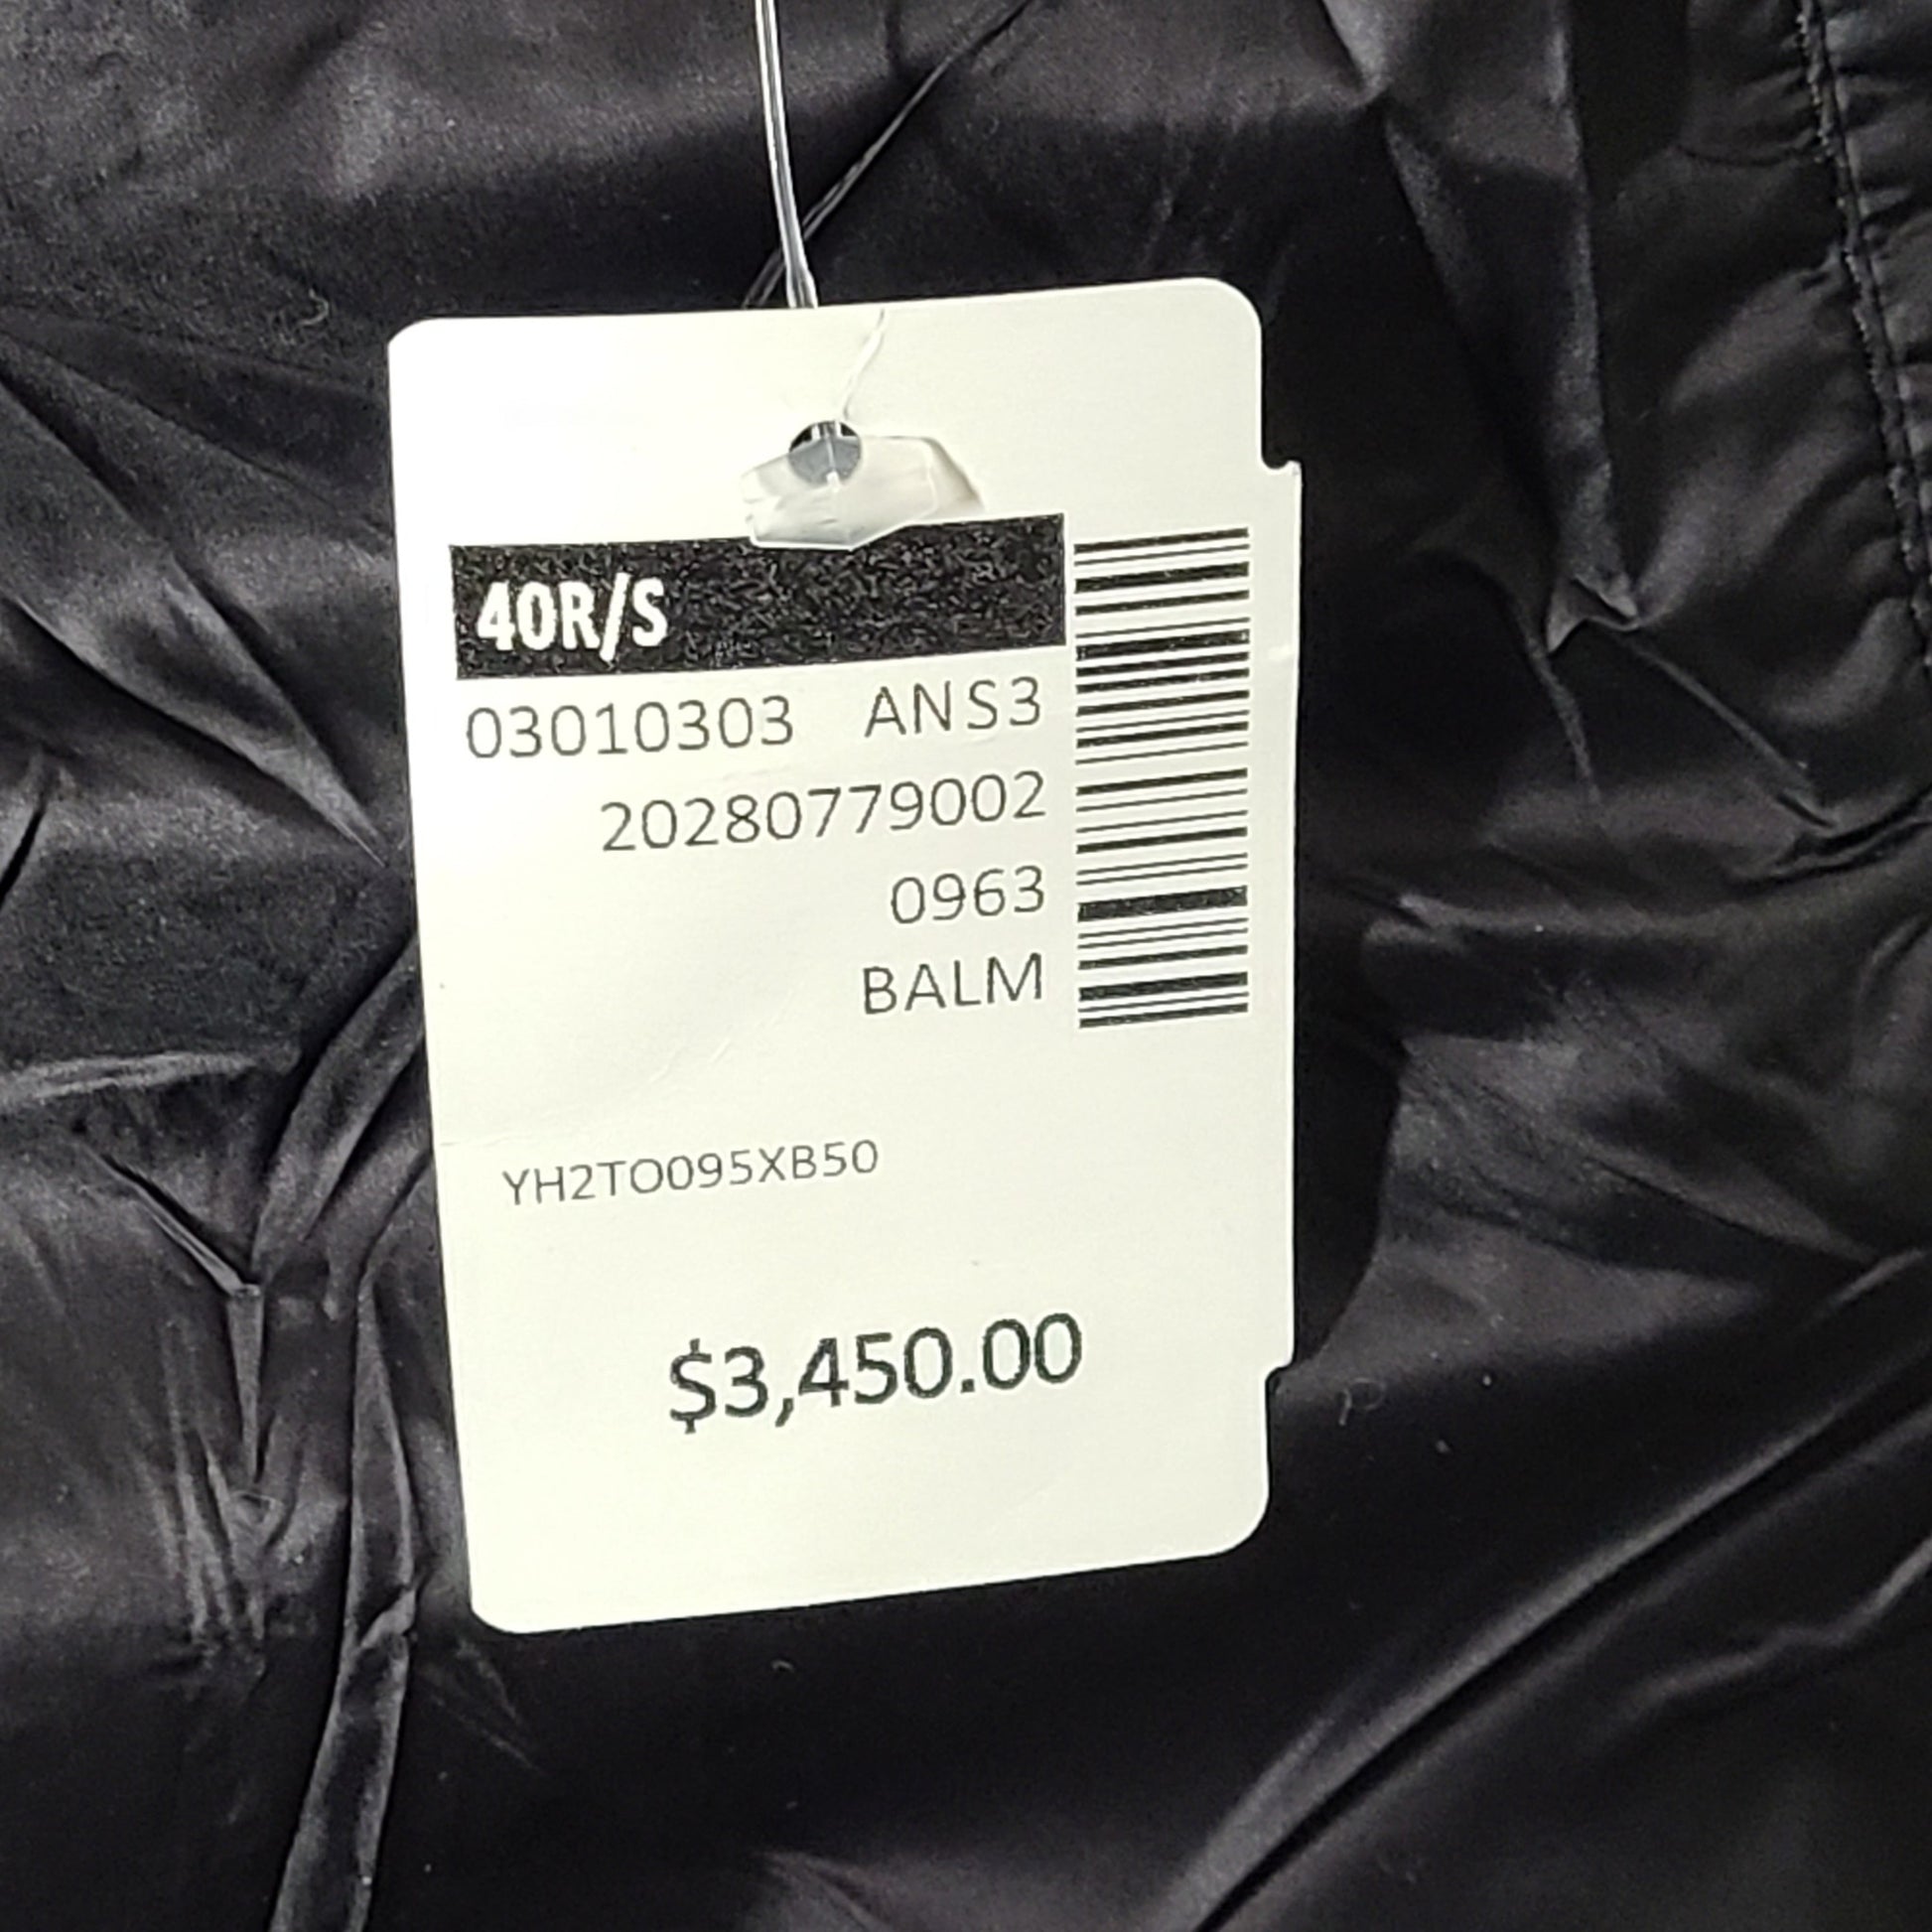 40R/S
03010303 ANS3
20280779002
0963
BALM
YH2TO095XB50
$3,450.00